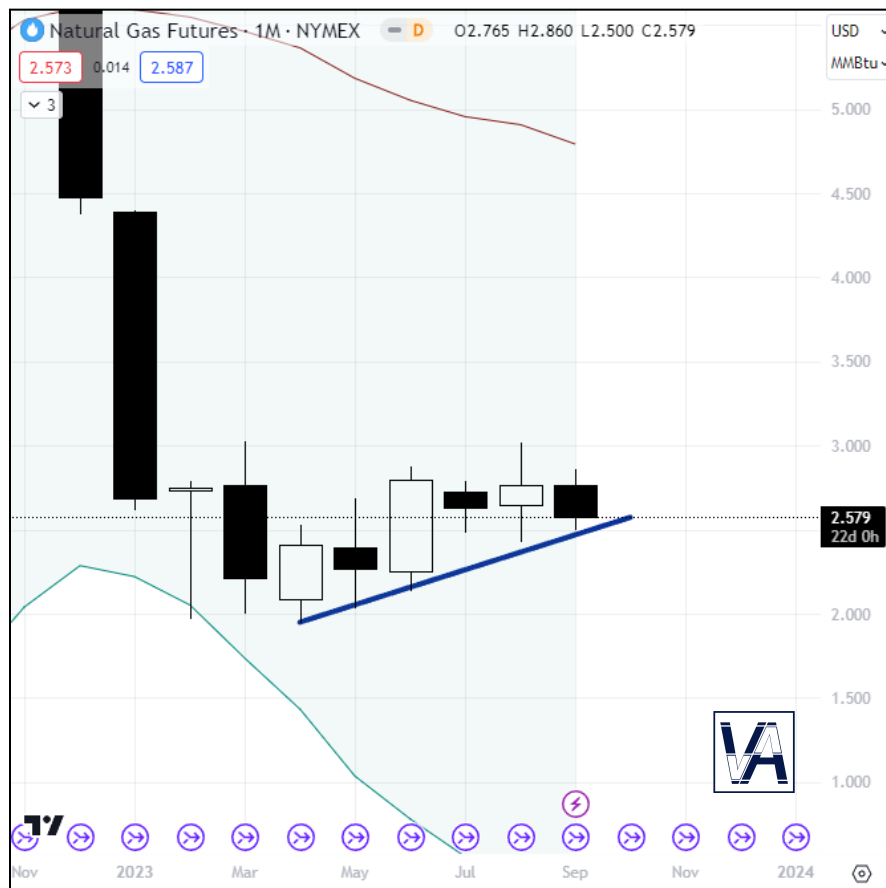 Natural Gas Futures · 1M · NYMEX D O2.765 H2.860 L2.500 C2.579
USD
MMBtu
2.573 0.014 2.587
3
5.000
4.500
4.000
3.500
3.000
2.579
22d 0h
2.000
1.500
1.000
VA
Nov 2023 Mar May Jul Sep Nov 2024